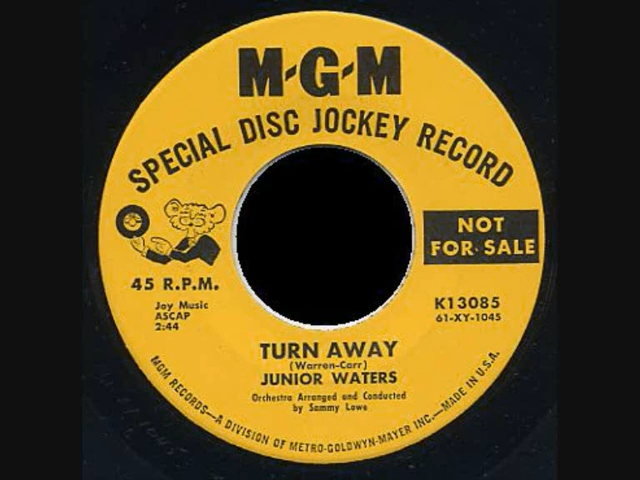 M-G-M
SPECIAL DISC JOCKEY RECORD
NOT
FOR SALE
45 R.P.M.
Joy Music
ASCAP
2:44
K13085
61-XY-1045
TURN AWAY
(Warren-Carr)
JUNIOR WATERS
Orchestra Arranged and Conducted
by Sammy Lowe
MGM RECORDS—A DIVISION OF METRO-GOLDWYN-MAYER INC.—MADE IN U.S.A.